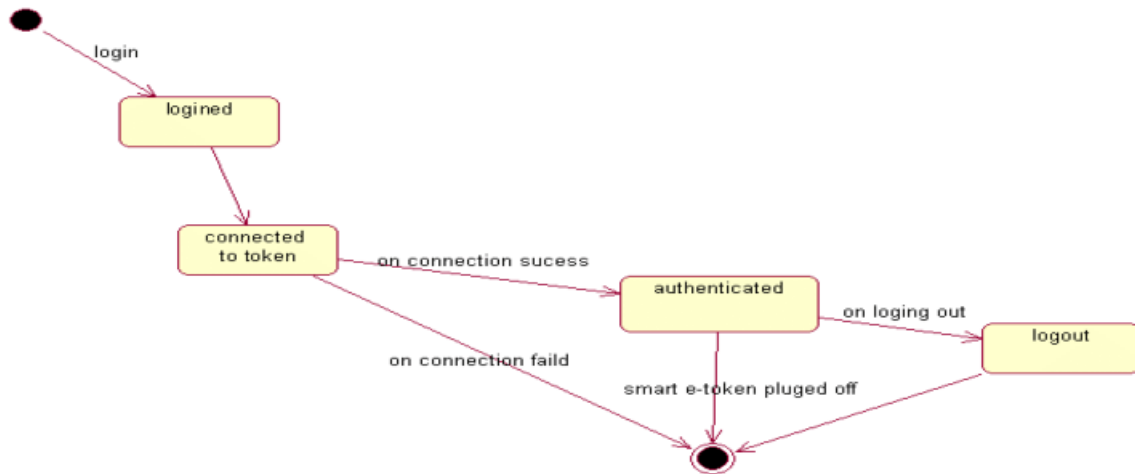 login
logined
connected
to token
on connection sucess
authenticated
on loging out
logout
on connection faild
smart e-token pluged off